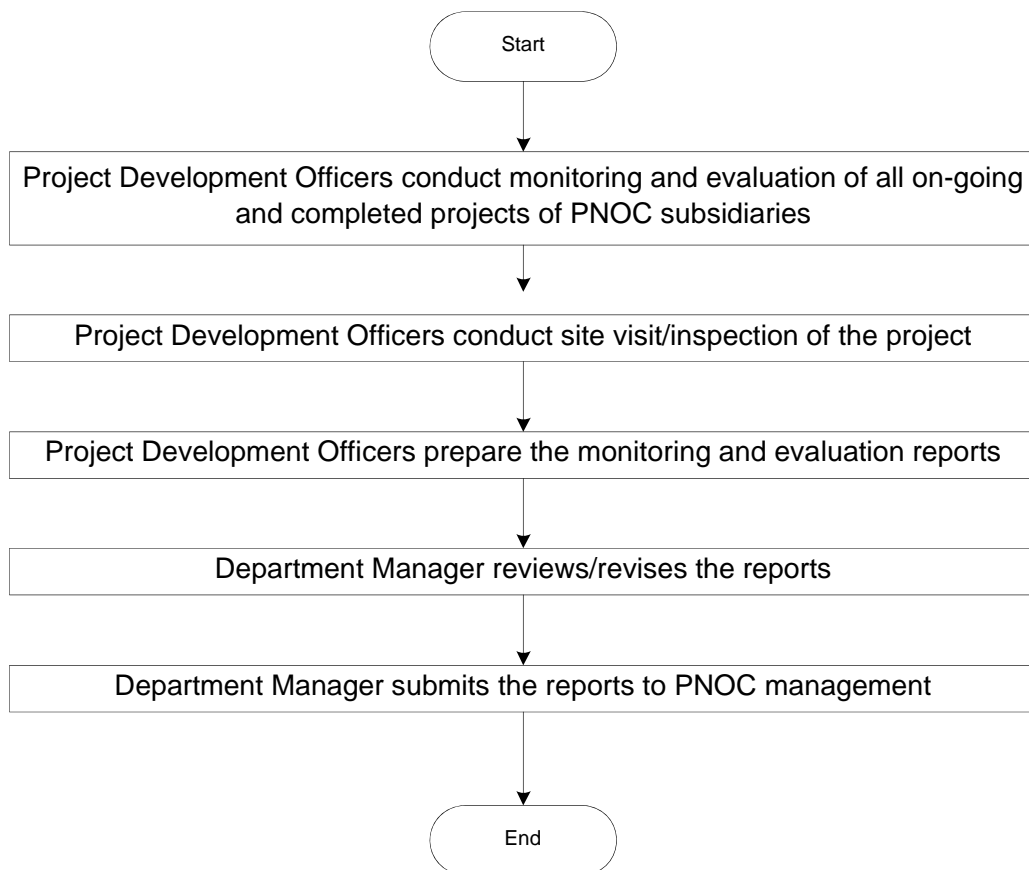 Start
Project Development Officers conduct monitoring and evaluation of all on-going
and completed projects of PNOC subsidiaries
Project Development Officers conduct site visit/inspection of the project
Project Development Officers prepare the monitoring and evaluation reports
Department Manager reviews/revises the reports
Department Manager submits the reports to PNOC management
End